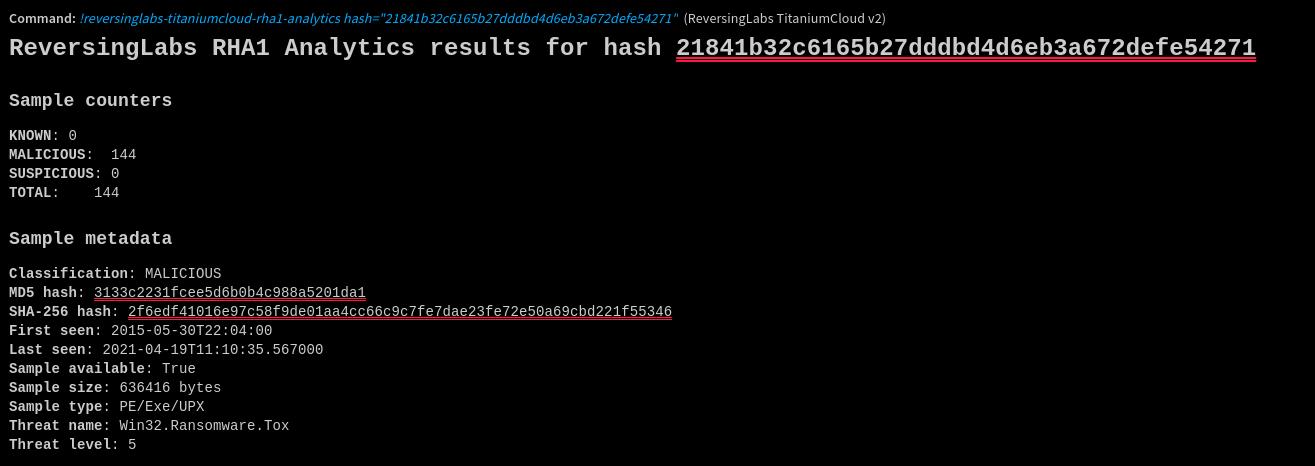 Command: !reversinglabs-titaniumcloud-rha1-analytics hash="21841b32c6165b27dddbd4d6eb3a672defe54271" (ReversingLabs TitaniumCloud v2)
ReversingLabs RHA1 Analytics results for hash 21841b32c6165b27dddbd4d6eb3a672defe54271
Sample counters
KNOWN: 0
MALICIOUS: 144
SUSPICIOUS: 0
TOTAL: 144
Sample metadata
Classification: MALICIOUS
MD5 hash: 3133c2231fcee5d6b0b4c988a5201da1
SHA-256 hash: 2f6edf41016e97c58f9de01aa4cc66c9c7fe7dae23fe72e50a69cbd221f55346
First seen: 2015-05-30T22:04:00
Last seen: 2021-04-19T11:10:35.567000
Sample available: True
Sample size: 636416 bytes
Sample type: PE/Exe/UPX
Threat name: Win32.Ransomware.Tox
Threat level: 5